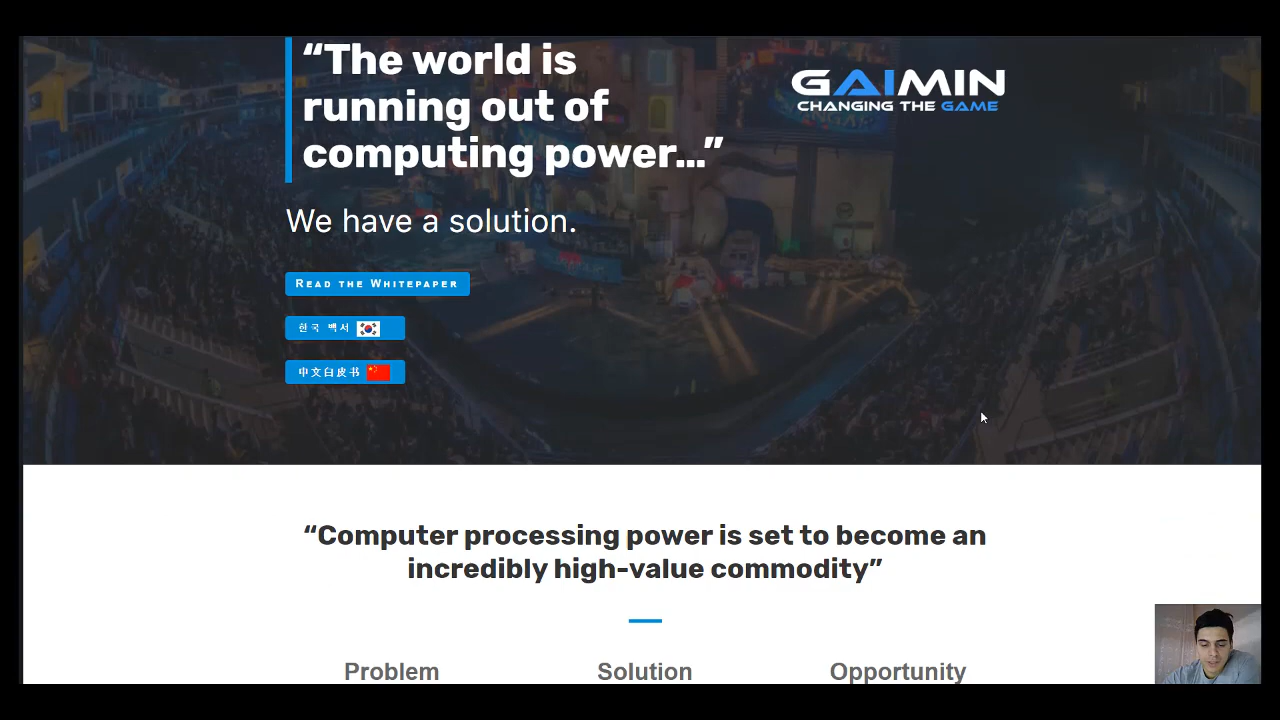 “The world is
running out of
computing power...”
GAIMIN
CHANGING THE GAME
We have a solution.
READ THE WHITEPAPER
한국 백서
中文白皮书
“Computer processing power is set to become an
incredibly high-value commodity”
Problem
Solution
Opportunity